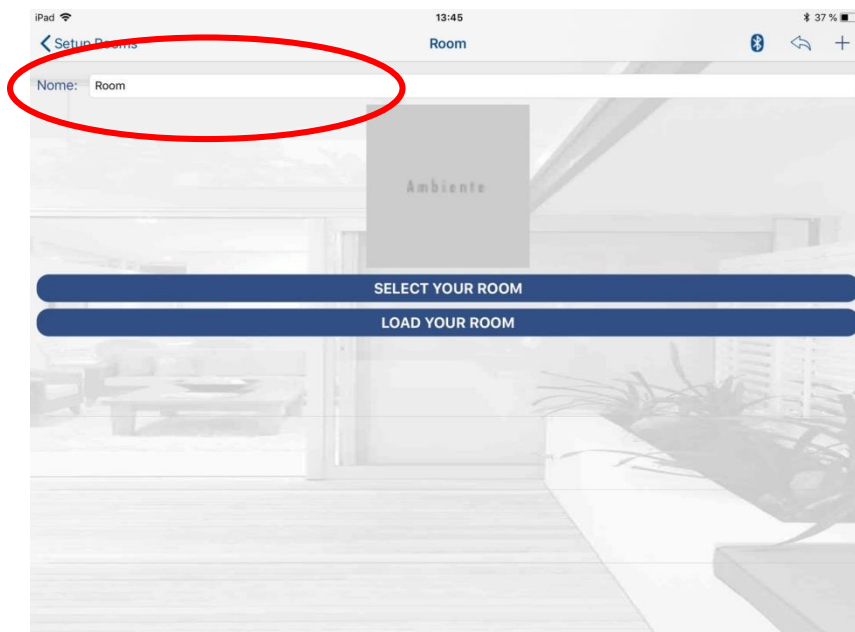 iPad 13:45 37 %
Setup Rooms Room
Nome: Room
Ambiente
SELECT YOUR ROOM
LOAD YOUR ROOM